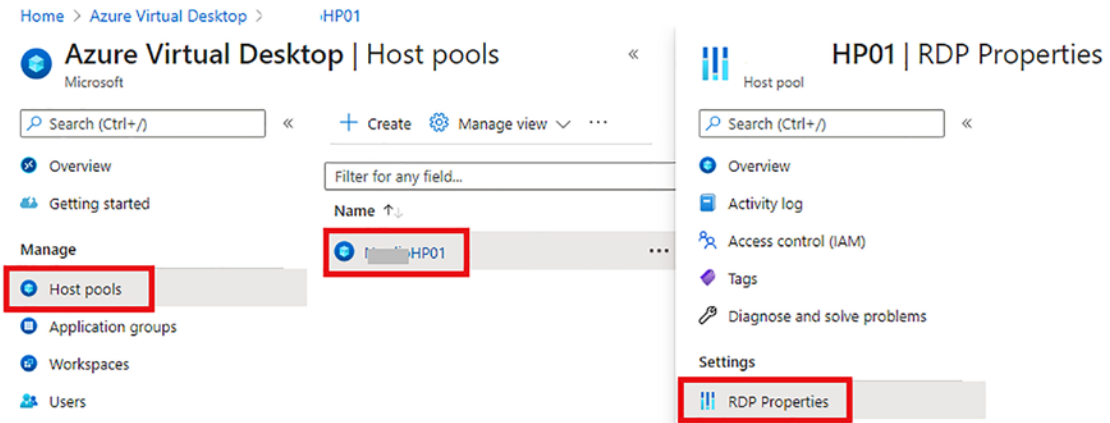 Home > Azure Virtual Desktop > HP01
Azure Virtual Desktop | Host pools
Microsoft
Search (Ctrl+/)
Overview
Getting started
Manage
Host pools
Application groups
Workspaces
Users
Create Manage view
Filter for any field...
Name
HP01
HP01 | RDP Properties
Host pool
Search (Ctrl+/)
Overview
Activity log
Access control (IAM)
Tags
Diagnose and solve problems
Settings
RDP Properties